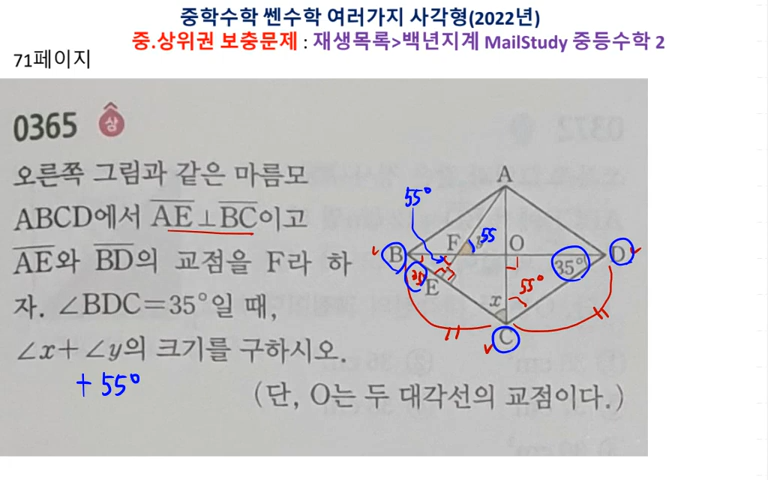 중학수학 쎈수학 여러가지 사각형(2022년)
중.상위권 보충문제 : 재생목록>백년지계 MailStudy 중등수학 2
71페이지
0365 상
오른쪽 그림과 같은 마름모
ABCD에서 AE⊥BC이고
AE와 BD의 교점을 F라 하
자. ∠BDC=35°일 때,
∠x+∠y의 크기를 구하시오.
+ 55°
(단, O는 두 대각선의 교점이다.)
A
55°
B F y 55 O 35° D
35 E 55°
x
C